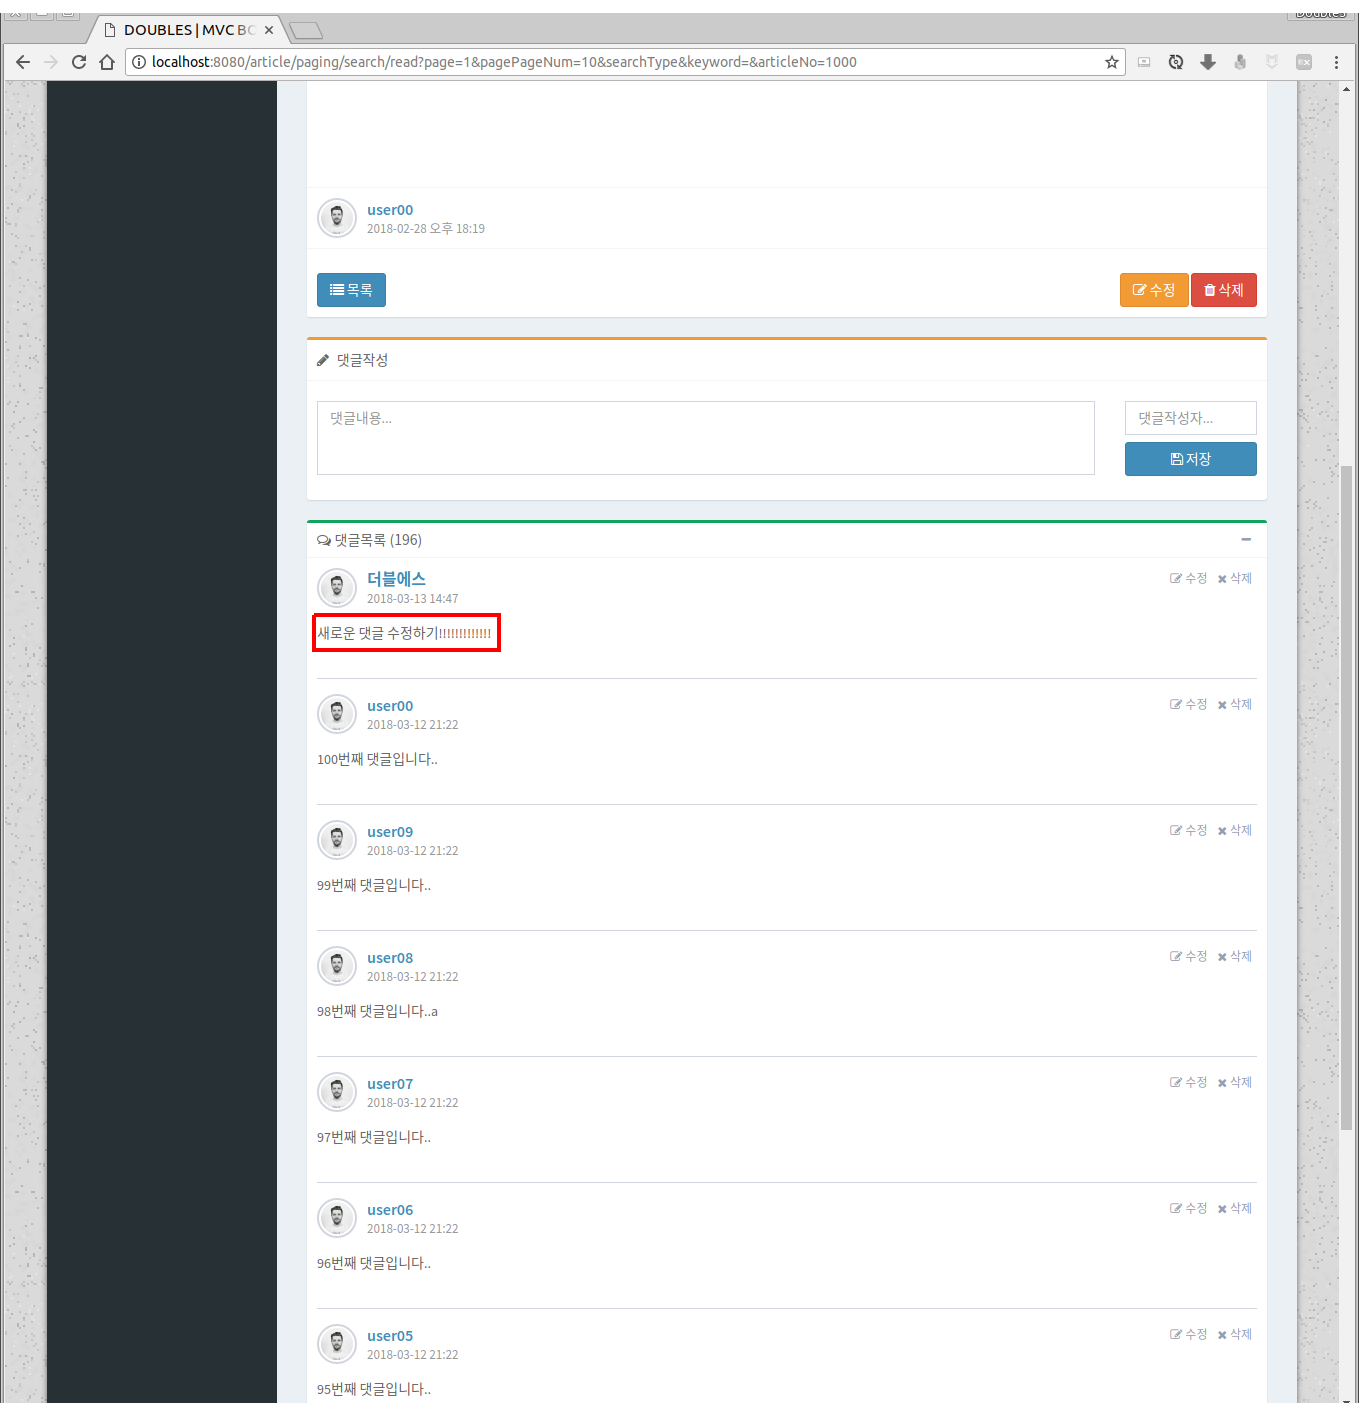 DOUBLES | MVC BC
localhost:8080/article/paging/search/read?page=1&pagePageNum=10&searchType&keyword=&articleNo=1000
user00
2018-02-28 오후 18:19
목록
수정 삭제
댓글작성
댓글내용... 댓글작성자...
저장
댓글목록 (196)
더블에스 수정 삭제
2018-03-13 14:47
새로운 댓글 수정하기!!!!!!!!!!!!!
user00 수정 삭제
2018-03-12 21:22
100번째 댓글입니다..
user09 수정 삭제
2018-03-12 21:22
99번째 댓글입니다..
user08 수정 삭제
2018-03-12 21:22
98번째 댓글입니다..a
user07 수정 삭제
2018-03-12 21:22
97번째 댓글입니다..
user06 수정 삭제
2018-03-12 21:22
96번째 댓글입니다..
user05 수정 삭제
2018-03-12 21:22
95번째 댓글입니다..